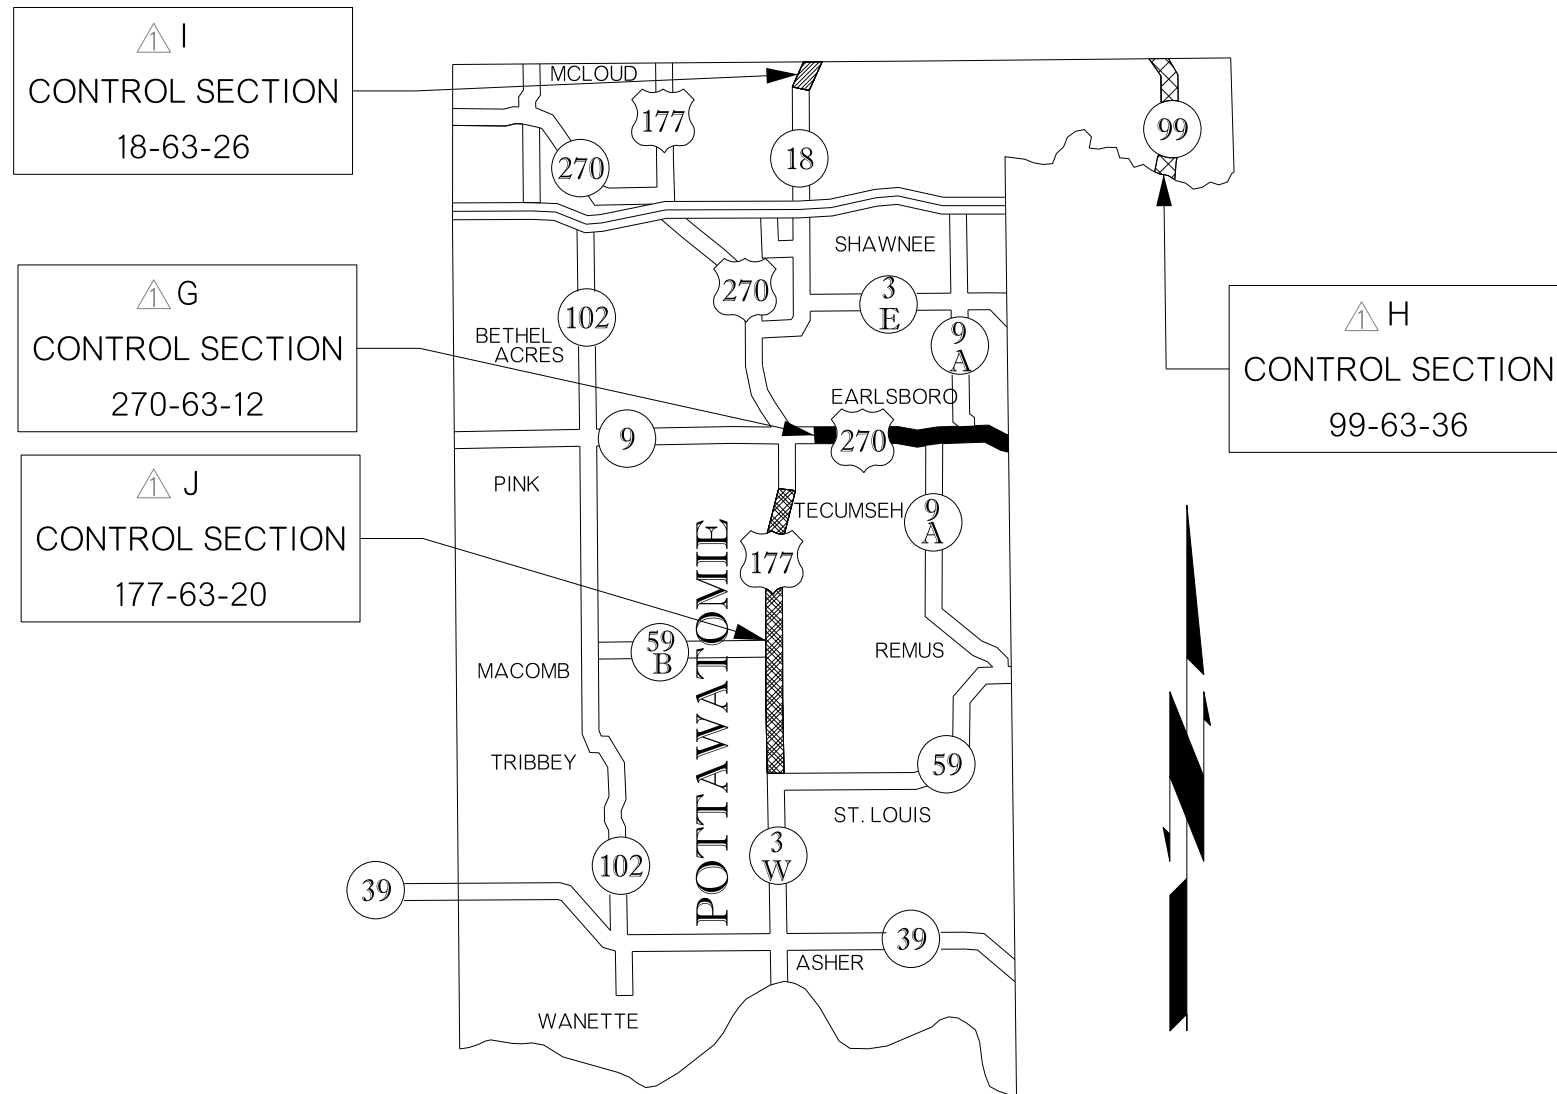 1 I
CONTROL SECTION
18-63-26
MCLOUD
177
270
18
99
SHAWNEE
1 G
CONTROL SECTION
270-63-12
270
102
3
E
BETHEL
ACRES
9
A
1 H
CONTROL SECTION
99-63-36
EARLSBORO
9
270
1 J
CONTROL SECTION
177-63-20
PINK
TECUMSEH
9
A
177
POTTAWATOMIE
59
B
REMUS
MACOMB
TRIBBEY
59
ST. LOUIS
3
W
102
39
39
ASHER
WANETTE